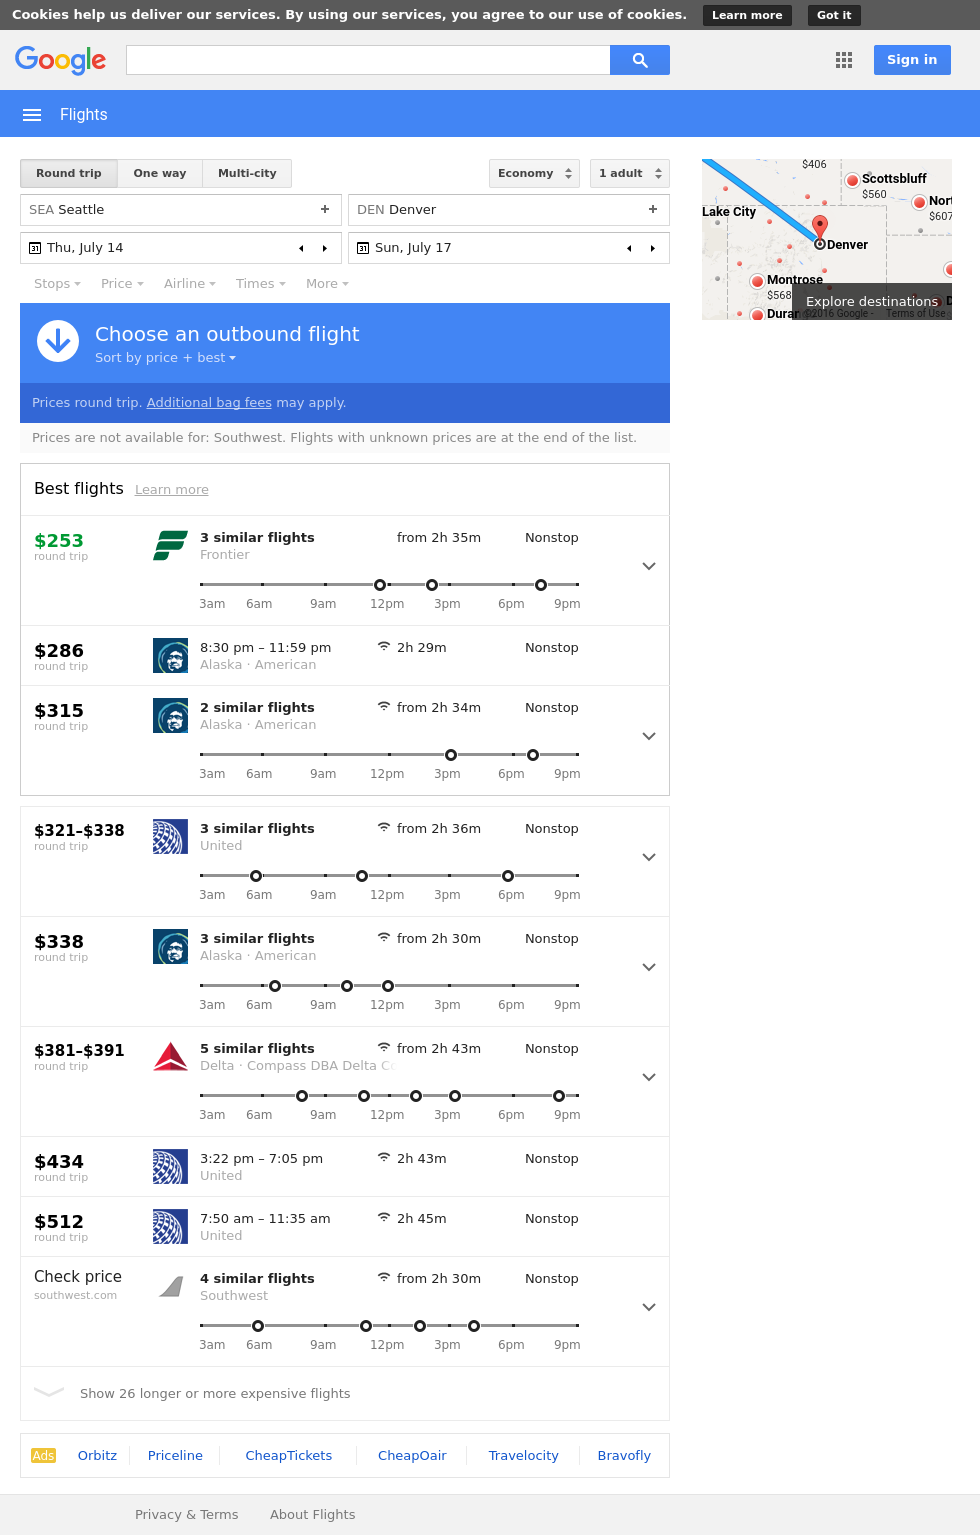 Cookies help us deliver our services. By using our services, you agree to our use of cookies. Learn more Got it
Google Sign in
Flights
Round trip One way Multi-city Economy 1 adult
SEA Seattle + DEN Denver +
31 Thu, July 14 31 Sun, July 17
Stops Price Airline Times More
$406
Scottsbluff
$560
Nort
$607
Lake City
Denver
Montrose
$568
Explore destinations
Duran
©2016 Google - Terms of Use
Choose an outbound flight
Sort by price + best
Prices round trip. Additional bag fees may apply.
Prices are not available for: Southwest. Flights with unknown prices are at the end of the list.
Best flights Learn more
$253 3 similar flights from 2h 35m Nonstop
round trip Frontier
3am 6am 9am 12pm 3pm 6pm 9pm
$286 8:30 pm – 11:59 pm 2h 29m Nonstop
round trip Alaska · American
$315 2 similar flights from 2h 34m Nonstop
round trip Alaska · American
3am 6am 9am 12pm 3pm 6pm 9pm
$321–$338 3 similar flights from 2h 36m Nonstop
round trip United
3am 6am 9am 12pm 3pm 6pm 9pm
$338 3 similar flights from 2h 30m Nonstop
round trip Alaska · American
3am 6am 9am 12pm 3pm 6pm 9pm
$381–$391 5 similar flights from 2h 43m Nonstop
round trip Delta · Compass DBA Delta Co
3am 6am 9am 12pm 3pm 6pm 9pm
$434 3:22 pm – 7:05 pm 2h 43m Nonstop
round trip United
$512 7:50 am – 11:35 am 2h 45m Nonstop
round trip United
Check price 4 similar flights from 2h 30m Nonstop
southwest.com Southwest
3am 6am 9am 12pm 3pm 6pm 9pm
Show 26 longer or more expensive flights
Ads Orbitz Priceline CheapTickets CheapOair Travelocity Bravofly
Privacy & Terms About Flights